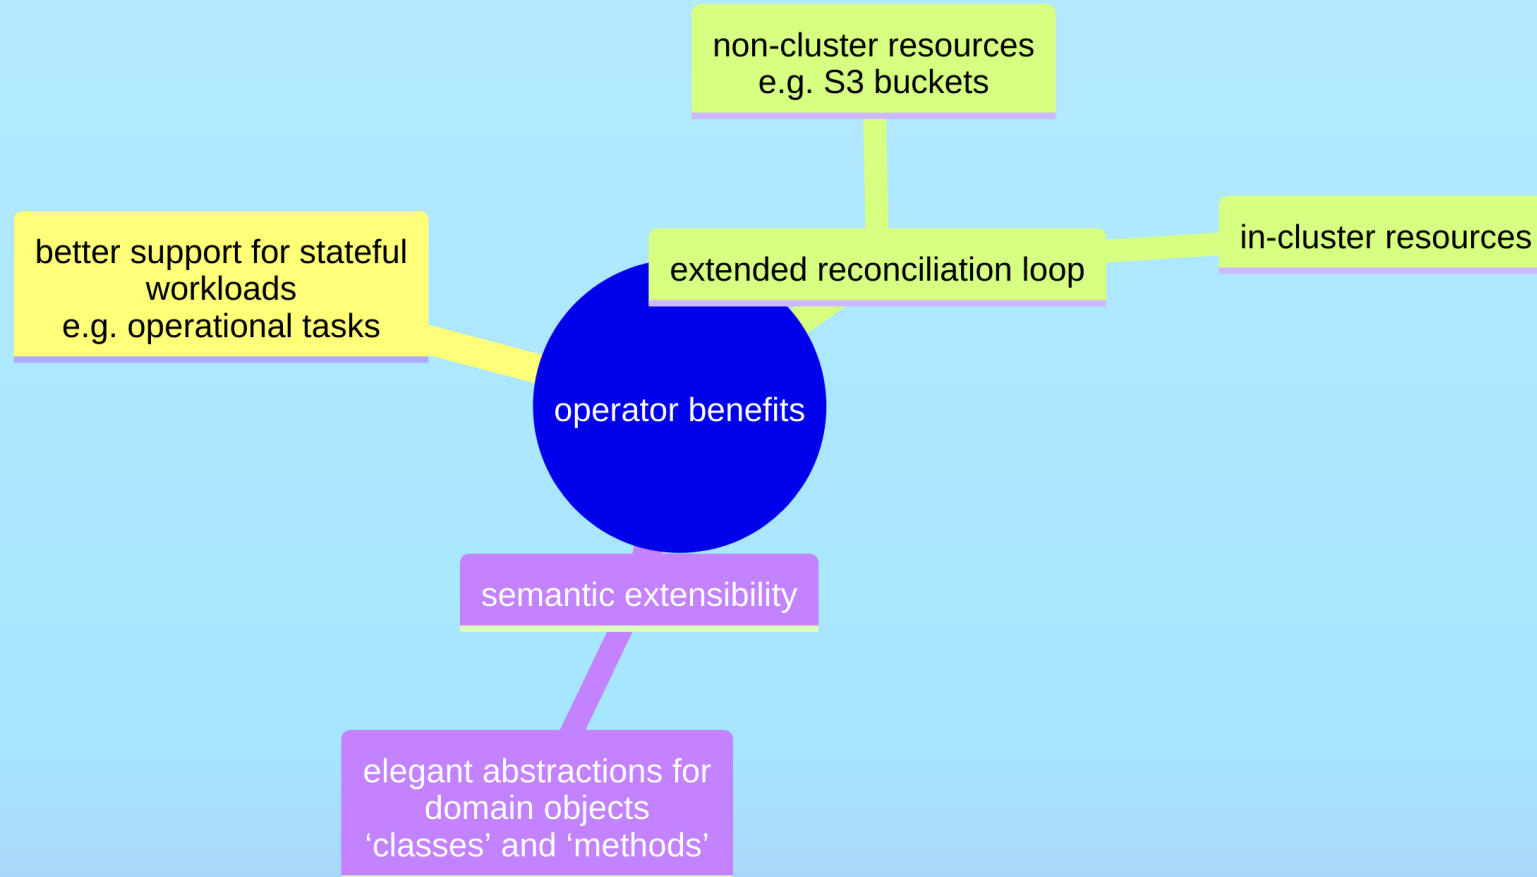 non-cluster resources
e.g. S3 buckets
in-cluster resources
extended reconciliation loop
better support for stateful
workloads
e.g. operational tasks
operator benefits
semantic extensibility
elegant abstractions for
domain objects
‘classes’ and ‘methods’